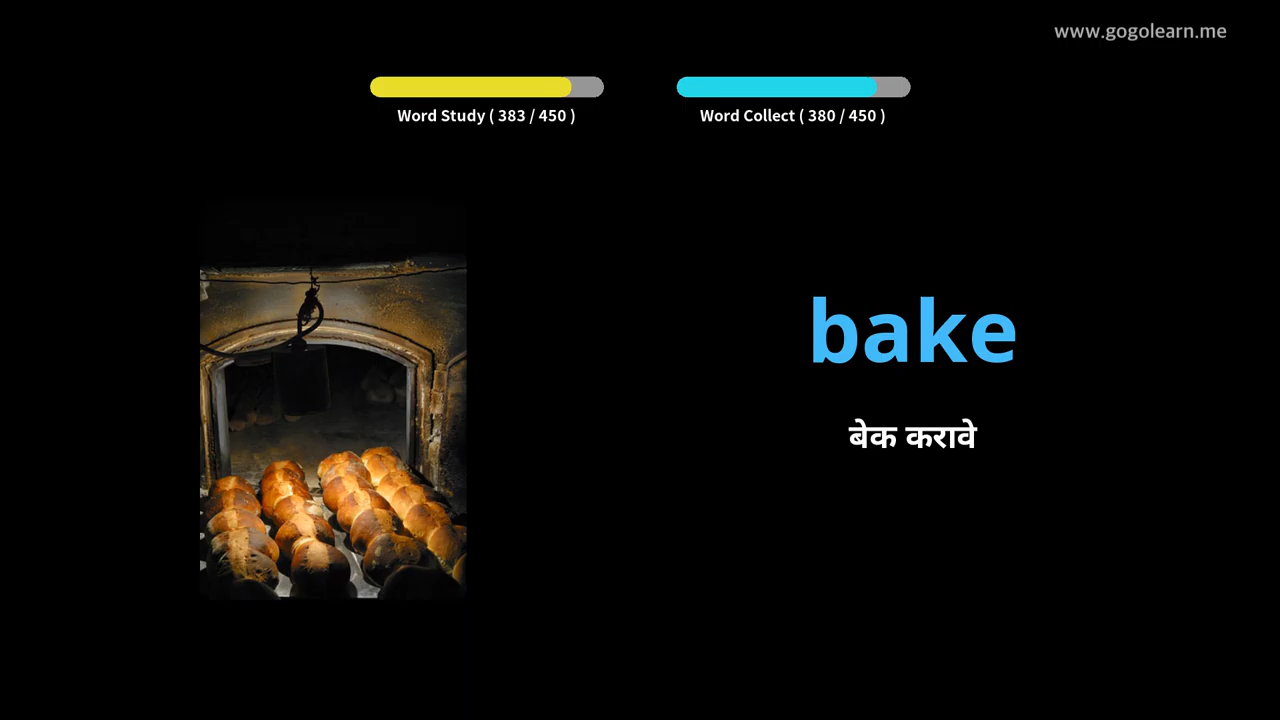 www.gogolearn.me
Word Study ( 383 / 450 )
Word Collect ( 380 / 450 )
bake
बेक करावे